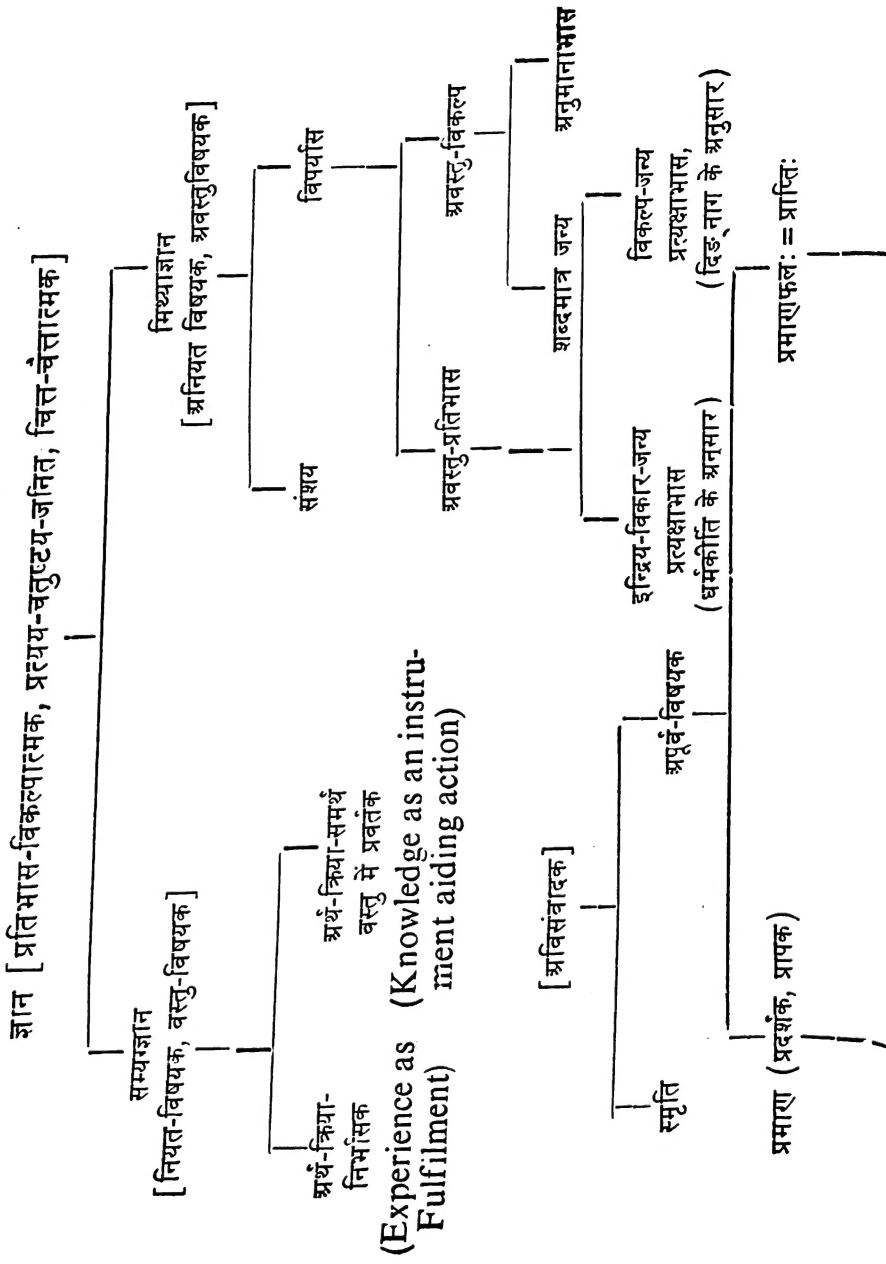 ज्ञान [प्रतिभास-विकल्पात्मक, प्रत्यय-चतुष्टय-जनित, चित्त-चैत्तात्मक]
सम्यग्ज्ञान
[नियत-विषयक, वस्तु-विषयक]
मिथ्याज्ञान
[अनियत विषयक, अवस्तुविषयक]
अर्थ-क्रिया-
निर्भासक
(Experience as
Fulfilment)
अर्थ-क्रिया-समर्थ
वस्तु में प्रवर्तक
(Knowledge as an instru-
ment aiding action)
संशय
विपर्यास
अवस्तु-प्रतिभास
अवस्तु-विकल्प
शब्दमात्र जन्य
अनुमानाभास
[अविसंवादक]
इन्द्रिय-विकार-जन्य
प्रत्यक्षाभास
(धर्मकीर्ति के अनुसार)
विकल्प-जन्य
प्रत्यक्षाभास,
(दिङ्नाग के अनुसार)
स्मृति
अपूर्व-विषयक
प्रमाण (प्रदर्शक, प्रापक)
प्रमाणफलः = प्राप्तिः